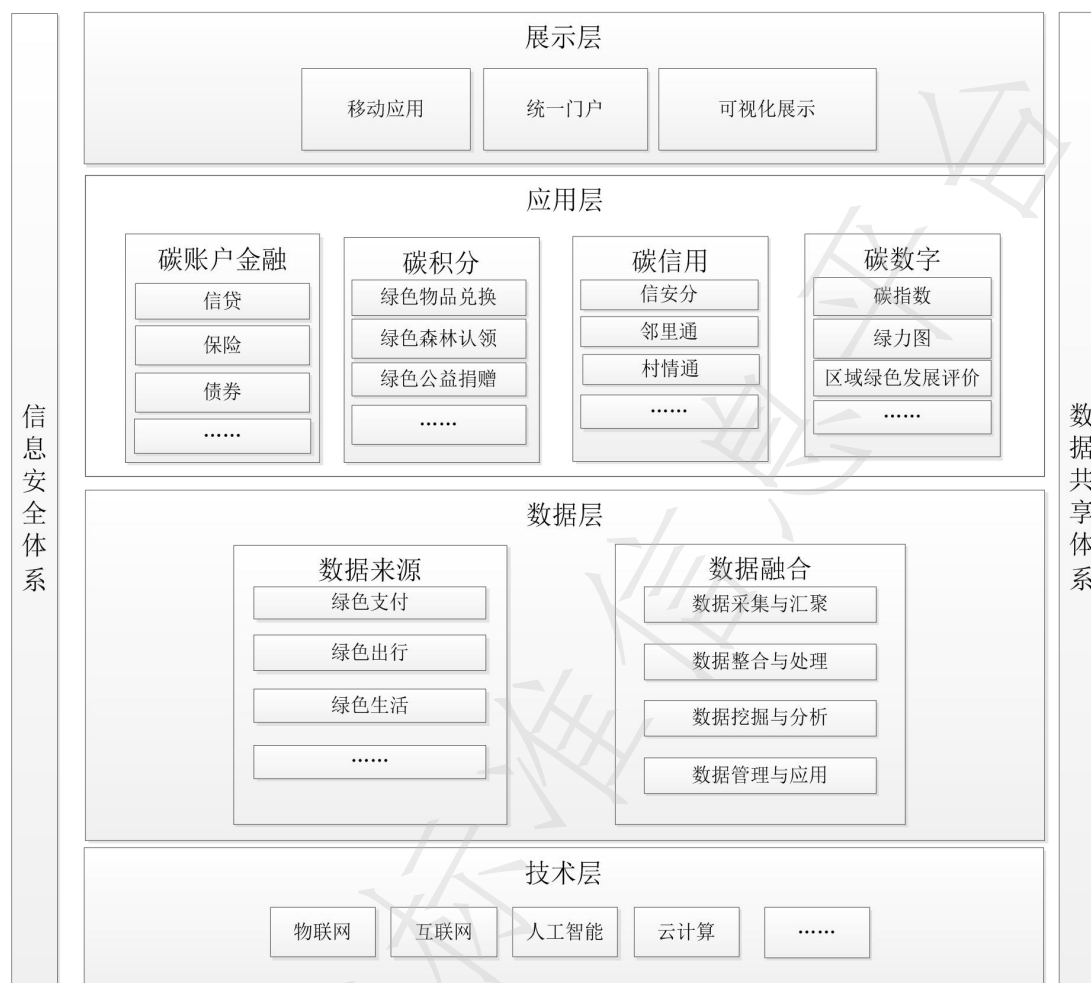 展示层
移动应用
统一门户
可视化展示
应用层
碳账户金融
信贷
保险
债券
……
碳积分
绿色物品兑换
绿色森林认领
绿色公益捐赠
……
碳信用
信安分
邻里通
村情通
……
碳数字
碳指数
绿力图
区域绿色发展评价
……
数据层
数据来源
绿色支付
绿色出行
绿色生活
……
数据融合
数据采集与汇聚
数据整合与处理
数据挖掘与分析
数据管理与应用
技术层
物联网
互联网
人工智能
云计算
……
信息安全体系
数据共享体系
标准信息平台